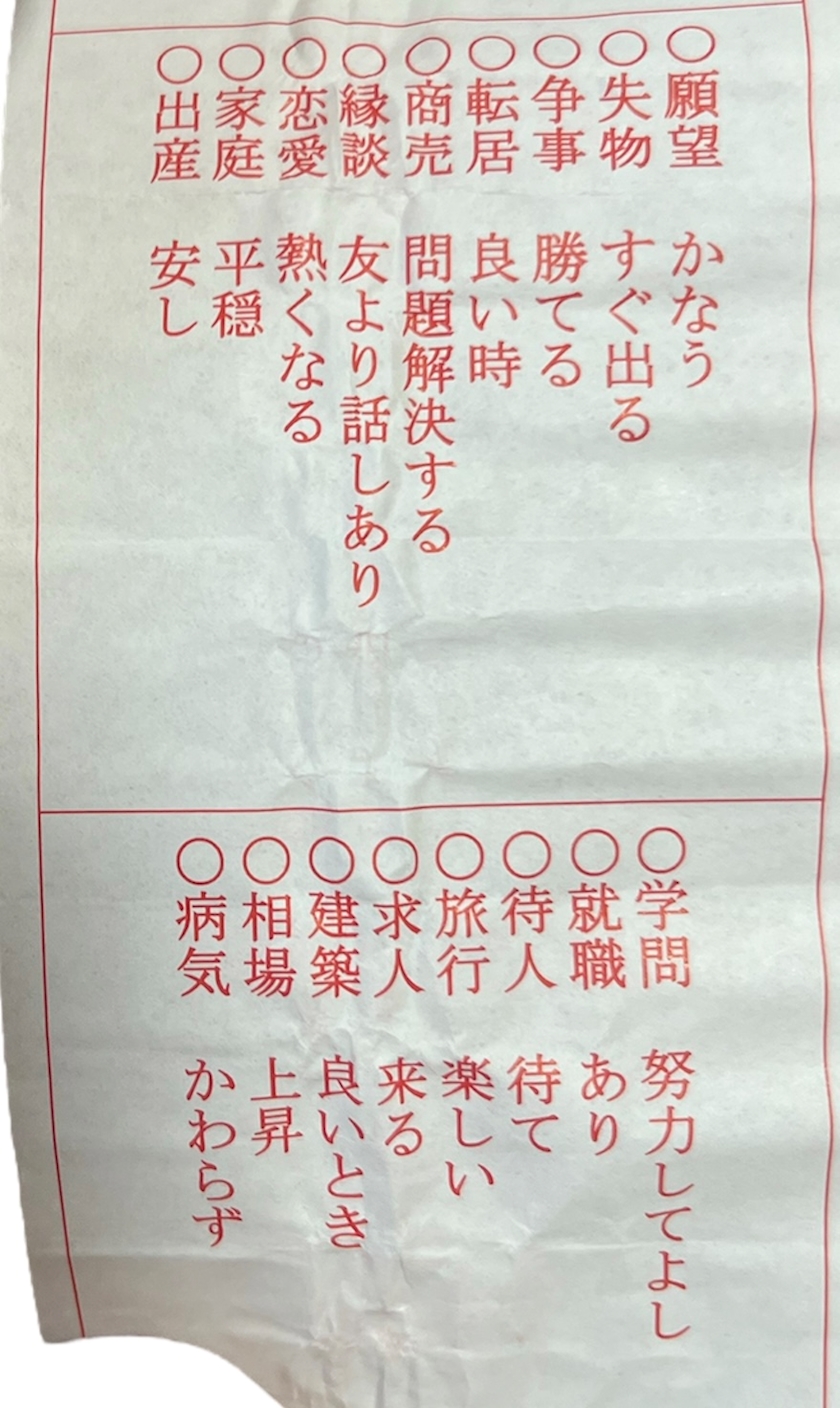 ○願望 かなう
○失物 すぐ出る
○争事 勝てる
○転居 良い時
○商売 問題解決する
○縁談 友より話しあり
○恋愛 熱くなる
○家庭 平穏
○出産 安し
○学問 努力してよし
○就職 あり
○待人 待て
○旅行 楽しい
○求人 来る
○建築 良いとき
○相場 上昇
○病気 かわらず